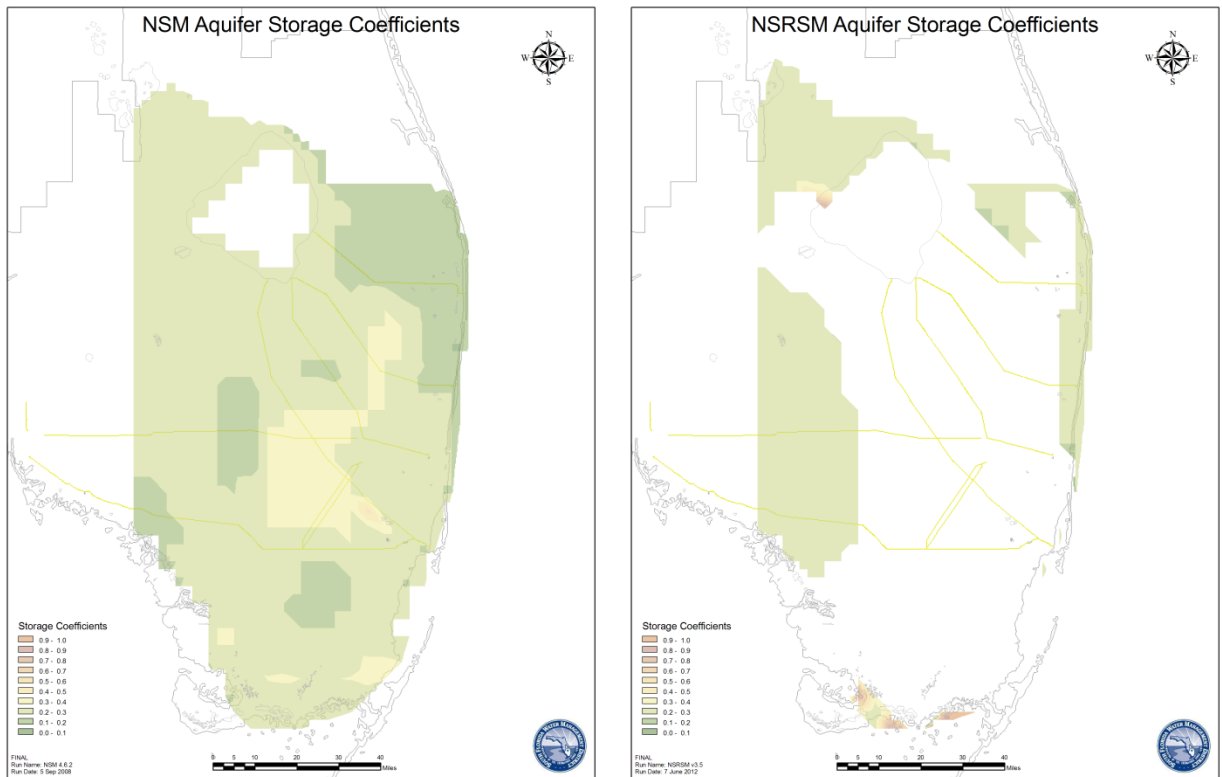 NSM Aquifer Storage Coefficients
N
W
E
S
Storage Coefficients
0.9 - 1.0
0.8 - 0.9
0.7 - 0.8
0.6 - 0.7
0.5 - 0.6
0.4 - 0.5
0.3 - 0.4
0.2 - 0.3
0.1 - 0.2
0.0 - 0.1
FINAL
Run Name: NSM 4.6.2
Run Date: 5 Sep 2008
0 5 10 20 30 40
Miles
NSRSM Aquifer Storage Coefficients
N
W
E
S
Storage Coefficients
0.9 - 1.0
0.8 - 0.9
0.7 - 0.8
0.6 - 0.7
0.5 - 0.6
0.4 - 0.5
0.3 - 0.4
0.2 - 0.3
0.1 - 0.2
0.0 - 0.1
FINAL
Run Name: NSRSM v3.5
Run Date: 7 June 2012
0 5 10 20 30 40
Miles